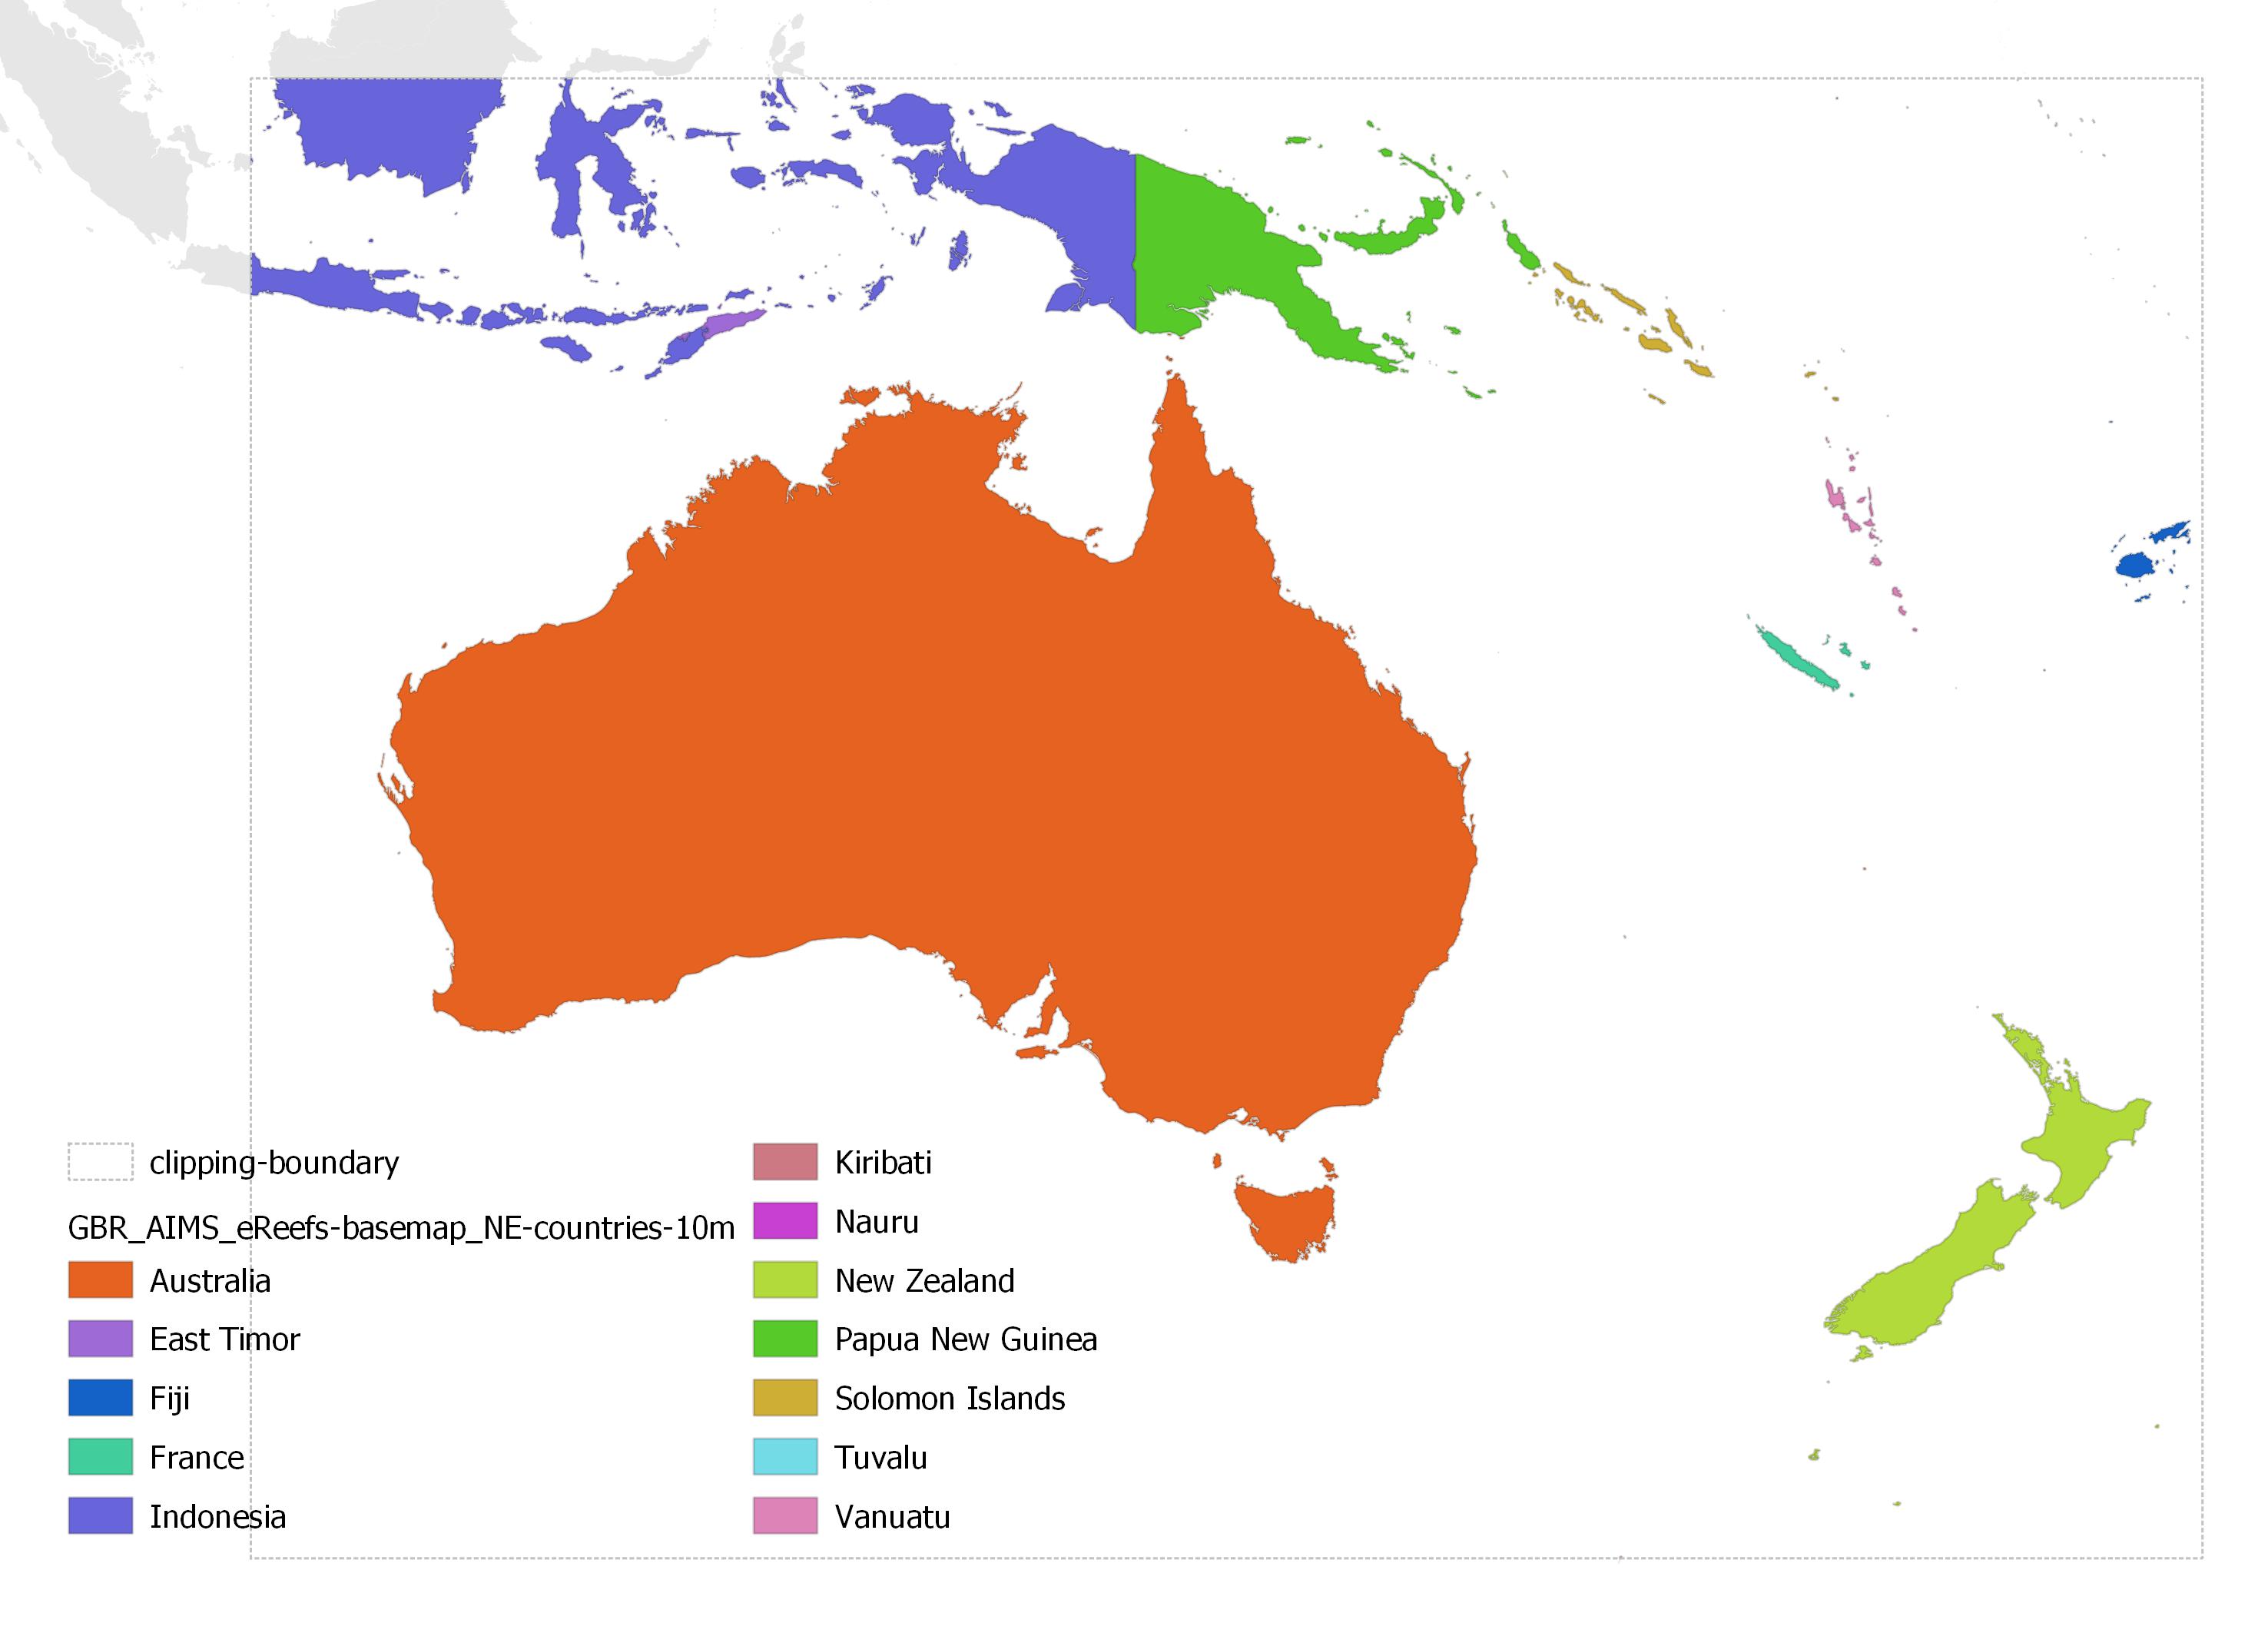 clipping-boundary
GBR_AIMS_eReefs-basemap_NE-countries-10m
Australia
East Timor
Fiji
France
Indonesia
Kiribati
Nauru
New Zealand
Papua New Guinea
Solomon Islands
Tuvalu
Vanuatu